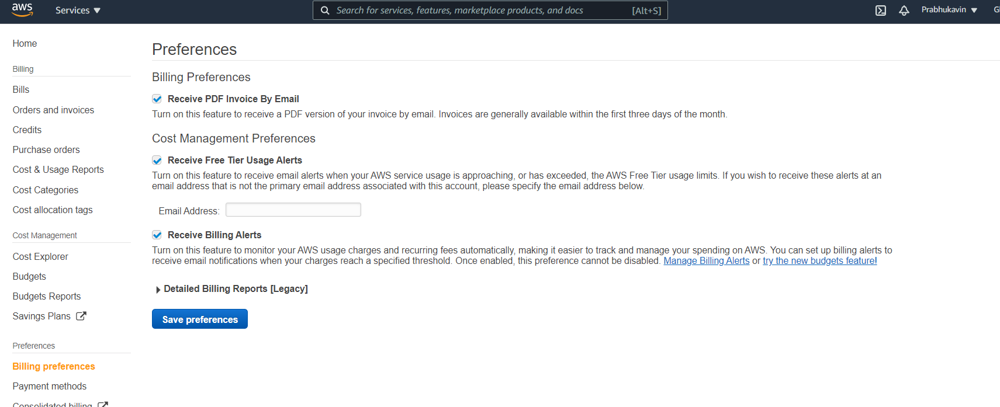 aws
Services
Search for services, features, marketplace products, and docs [Alt+S]
Prabhukavin
Home
Billing
Bills
Orders and invoices
Credits
Purchase orders
Cost & Usage Reports
Cost Categories
Cost allocation tags
Cost Management
Cost Explorer
Budgets
Budgets Reports
Savings Plans
Preferences
Billing preferences
Payment methods
Consolidated billing
Preferences
Billing Preferences
Receive PDF Invoice By Email
Turn on this feature to receive a PDF version of your invoice by email. Invoices are generally available within the first three days of the month.
Cost Management Preferences
Receive Free Tier Usage Alerts
Turn on this feature to receive email alerts when your AWS service usage is approaching, or has exceeded, the AWS Free Tier usage limits. If you wish to receive these alerts at an
email address that is not the primary email address associated with this account, please specify the email address below.
Email Address:
Receive Billing Alerts
Turn on this feature to monitor your AWS usage charges and recurring fees automatically, making it easier to track and manage your spending on AWS. You can set up billing alerts to
receive email notifications when your charges reach a specified threshold. Once enabled, this preference cannot be disabled. Manage Billing Alerts or try the new budgets feature!
Detailed Billing Reports [Legacy]
Save preferences